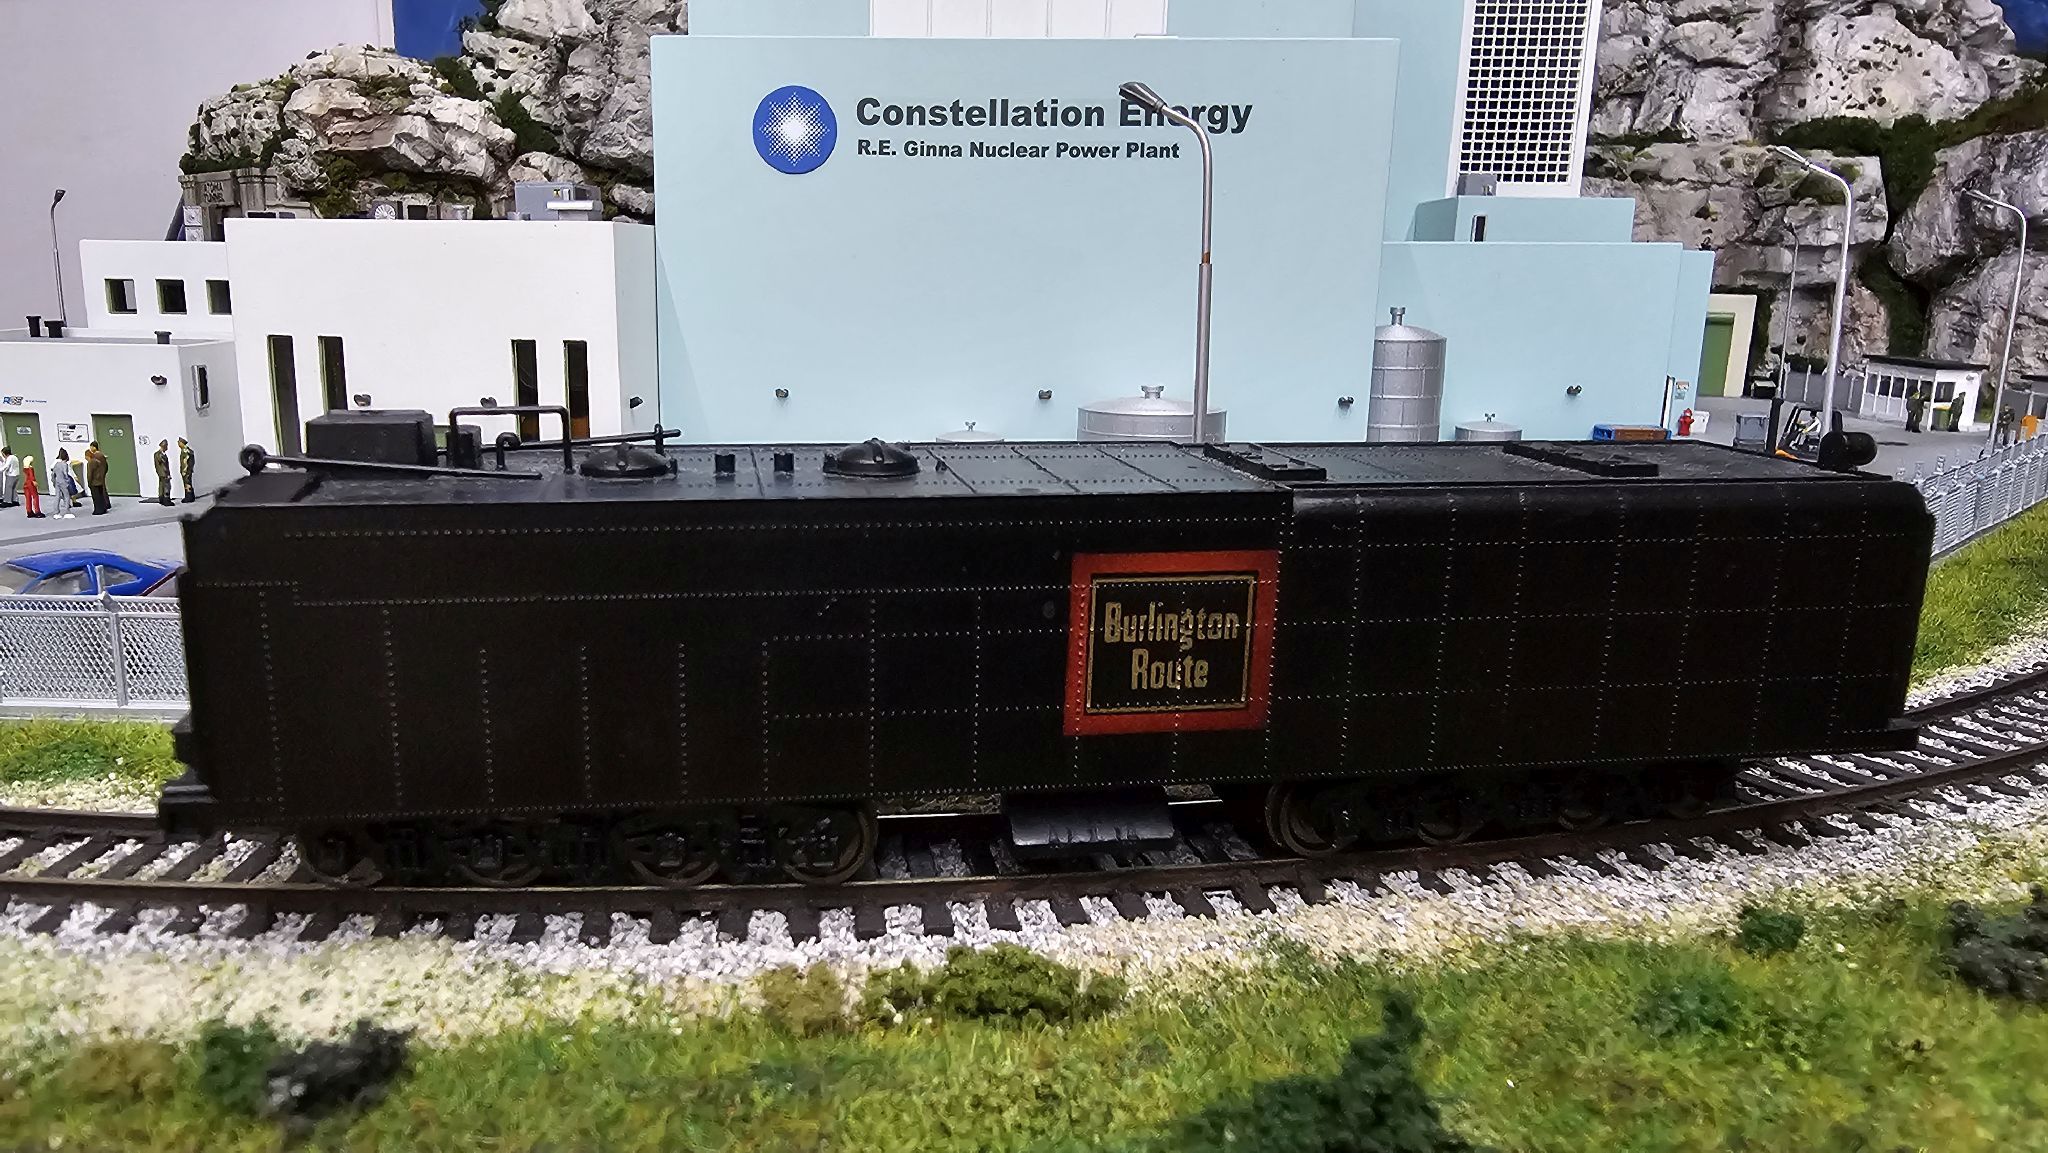 Constellation Energy
R.E. Ginna Nuclear Power Plant
Burlington
Route